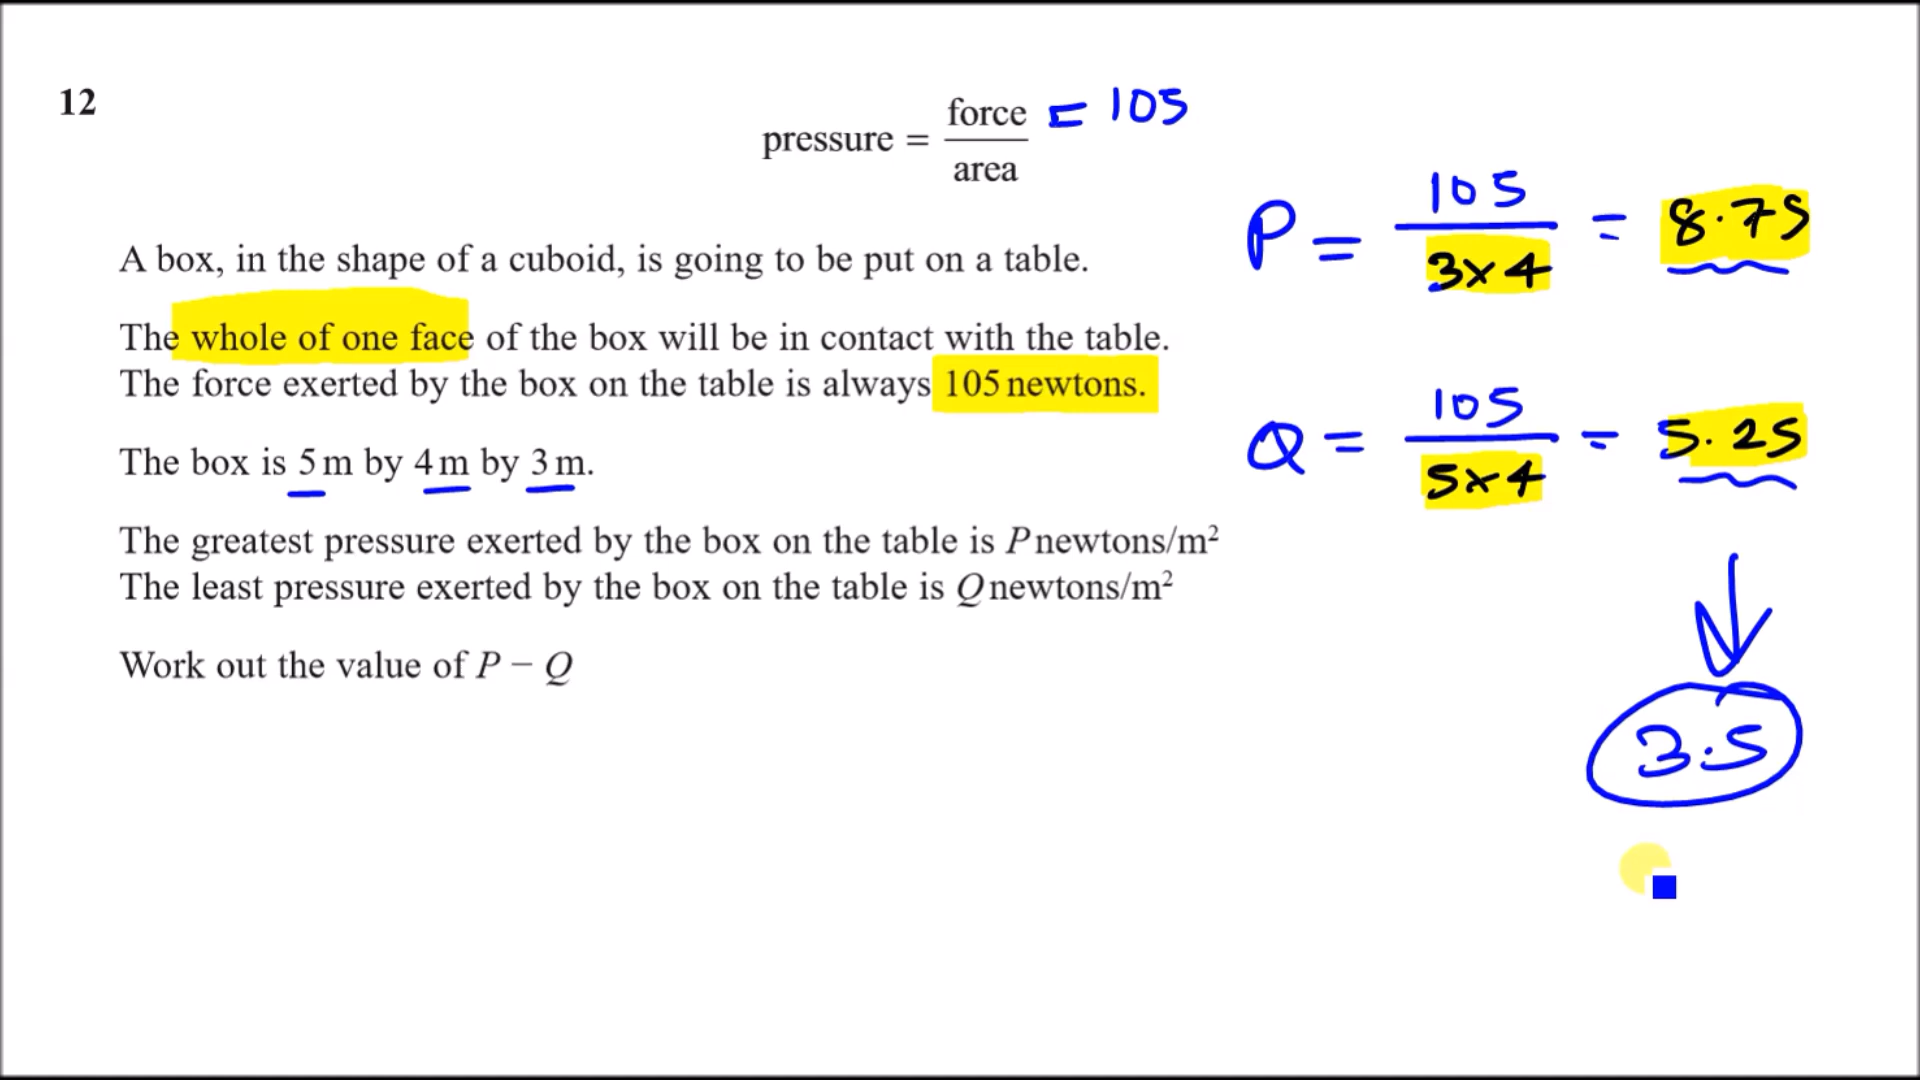 12
pressure = force / area = 105
P = 105 / 3x4 = 8.75
A box, in the shape of a cuboid, is going to be put on a table.
The whole of one face of the box will be in contact with the table.
The force exerted by the box on the table is always 105 newtons.
Q = 105 / 5x4 = 5.25
The box is 5 m by 4 m by 3 m.
The greatest pressure exerted by the box on the table is P newtons/m²
The least pressure exerted by the box on the table is Q newtons/m²
Work out the value of P − Q
3.5